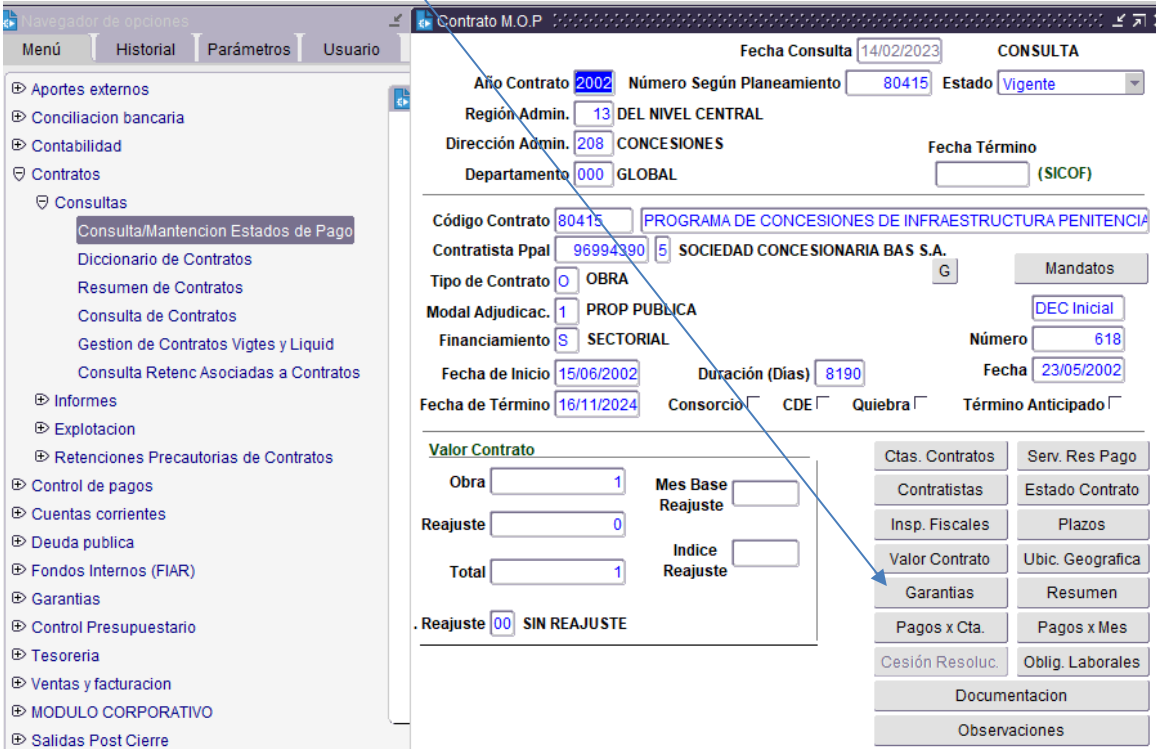 Navegador de opciones
Menú Historial Parámetros Usuario
Aportes externos
Conciliacion bancaria
Contabilidad
Contratos
Consultas
Consulta/Mantencion Estados de Pago
Diccionario de Contratos
Resumen de Contratos
Consulta de Contratos
Gestion de Contratos Vigtes y Liquid
Consulta Retenc Asociadas a Contratos
Informes
Explotacion
Retenciones Precautorias de Contratos
Control de pagos
Cuentas corrientes
Deuda publica
Fondos Internos (FIAR)
Garantias
Control Presupuestario
Tesoreria
Ventas y facturacion
MODULO CORPORATIVO
Salidas Post Cierre
Contrato M.O.P
Fecha Consulta 14/02/2023 CONSULTA
Año Contrato 2002 Número Según Planeamiento 80415 Estado Vigente
Región Admin. 13 DEL NIVEL CENTRAL
Dirección Admin. 208 CONCESIONES Fecha Término
Departamento 000 GLOBAL (SICOF)
Código Contrato 80415 PROGRAMA DE CONCESIONES DE INFRAESTRUCTURA PENITENCIA
Contratista Ppal 96994390 5 SOCIEDAD CONCESIONARIA BAS S.A.
Tipo de Contrato O OBRA G Mandatos
Modal Adjudicac. 1 PROP PUBLICA DEC Inicial
Financiamiento S SECTORIAL Número 618
Fecha de Inicio 15/06/2002 Duración (Días) 8190 Fecha 23/05/2002
Fecha de Término 16/11/2024 Consorcio CDE Quiebra Término Anticipado
Valor Contrato
Obra 1 Mes Base Reajuste
Reajuste 0
Total 1 Indice Reajuste
. Reajuste 00 SIN REAJUSTE
Ctas. Contratos Serv. Res Pago
Contratistas Estado Contrato
Insp. Fiscales Plazos
Valor Contrato Ubic. Geografica
Garantias Resumen
Pagos x Cta. Pagos x Mes
Cesión Resoluc. Oblig. Laborales
Documentacion
Observaciones